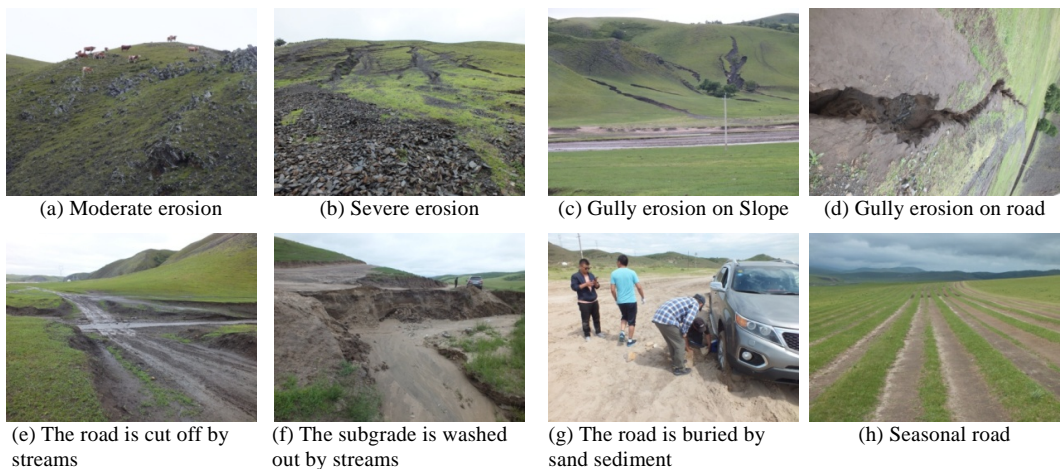 (a) Moderate erosion
(b) Severe erosion
(c) Gully erosion on Slope
(d) Gully erosion on road
(e) The road is cut off by
streams
(f) The subgrade is washed
out by streams
(g) The road is buried by
sand sediment
(h) Seasonal road